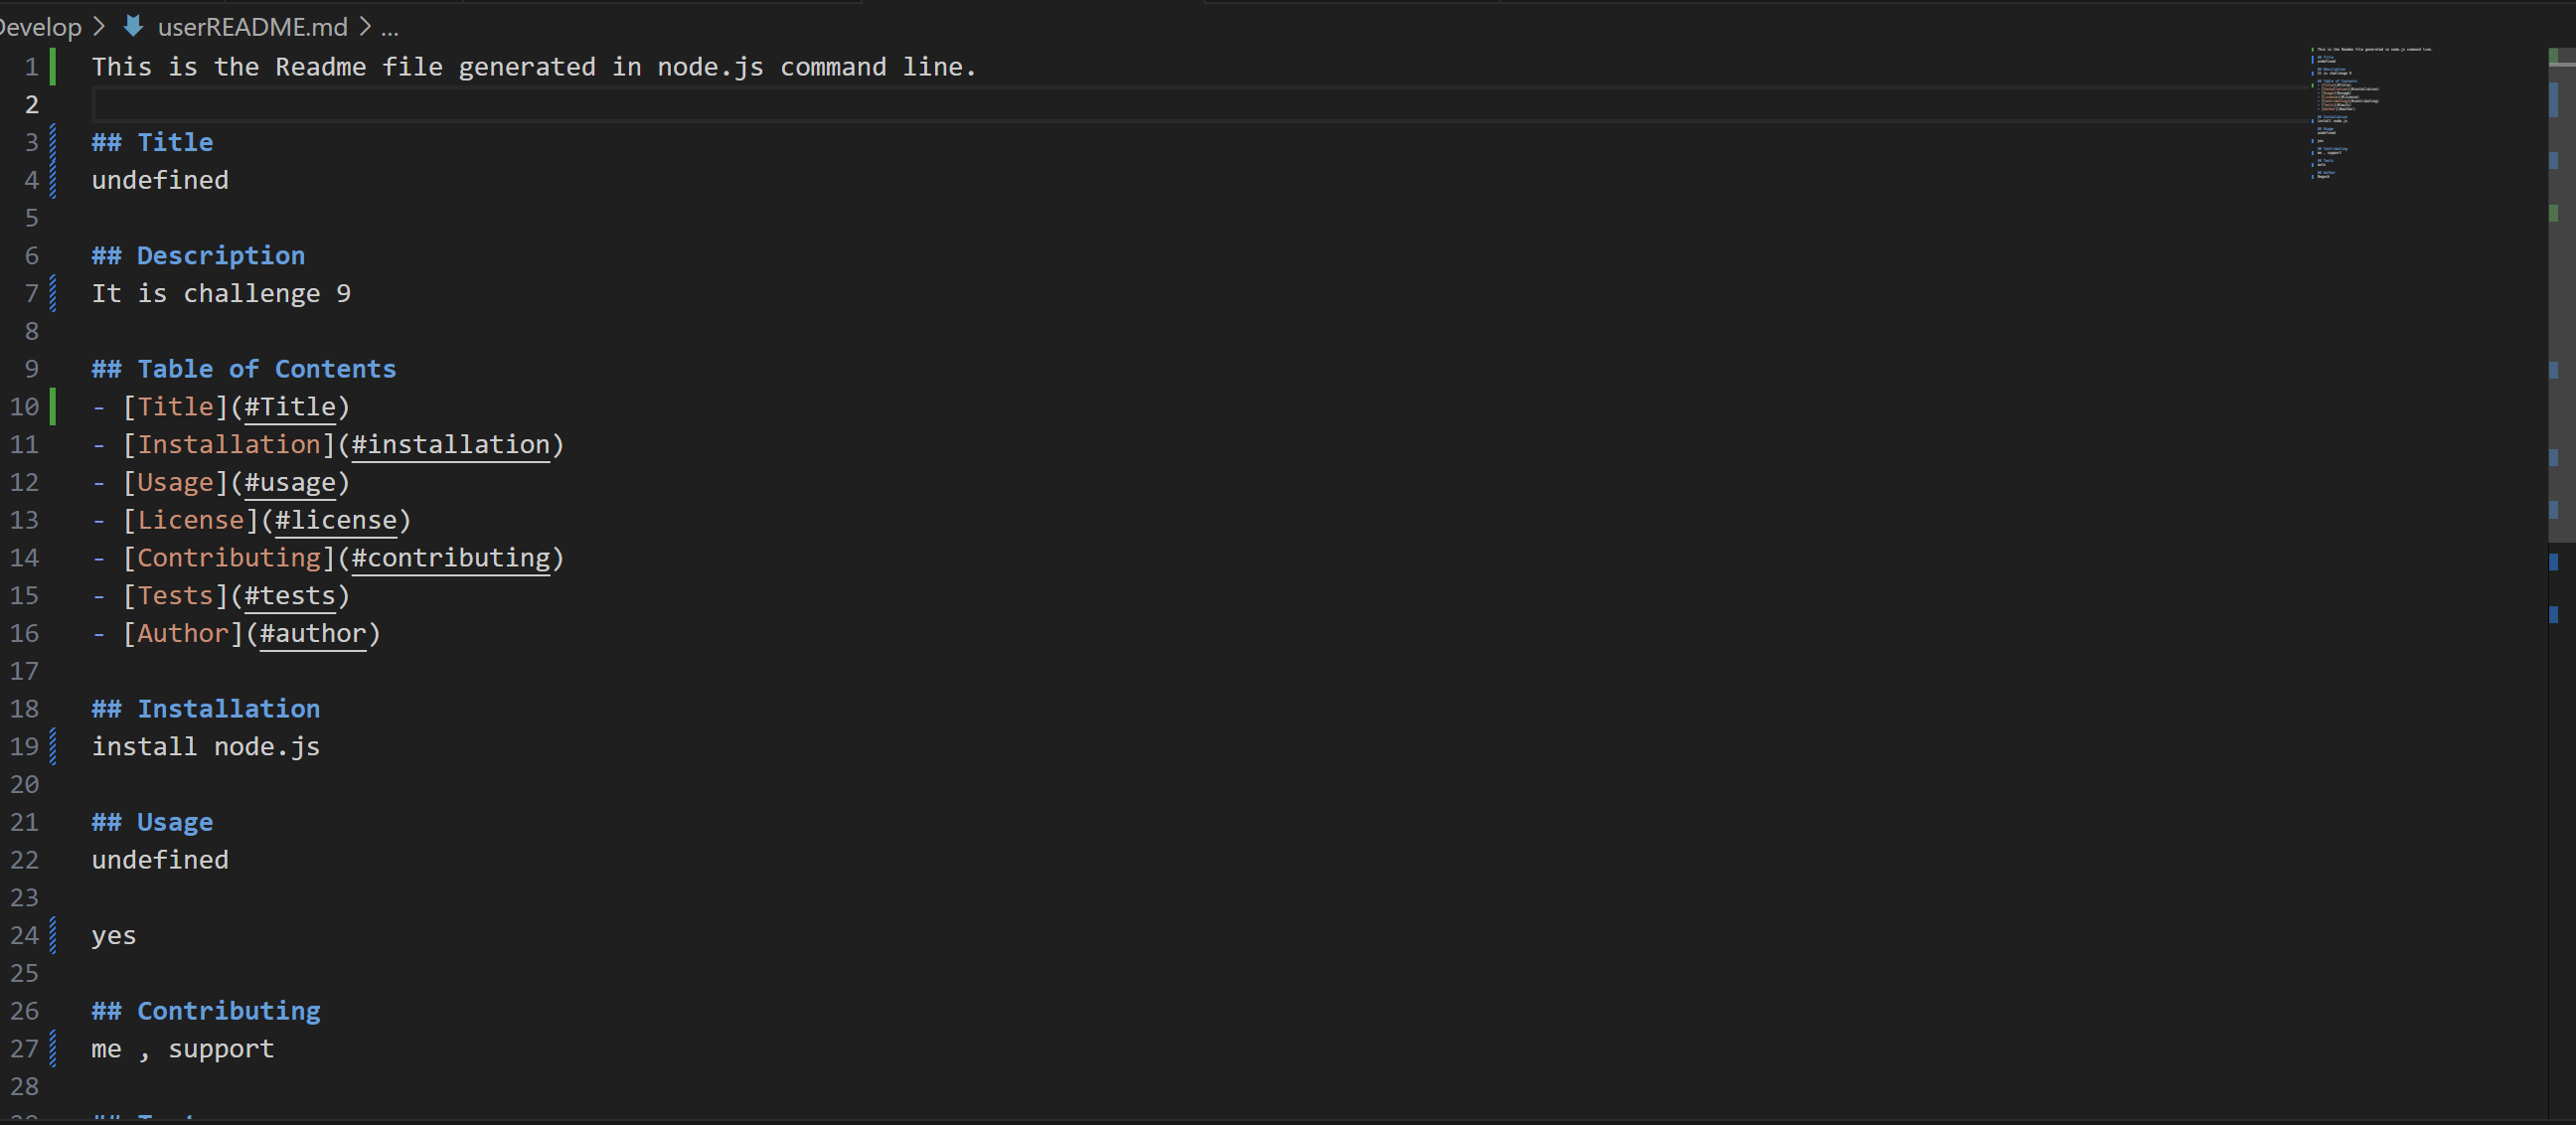 Develop > userREADME.md > ...
1 This is the Readme file generated in node.js command line.
2
3 ## Title
4 undefined
5
6 ## Description
7 It is challenge 9
8
9 ## Table of Contents
10 - [Title](#Title)
11 - [Installation](#installation)
12 - [Usage](#usage)
13 - [License](#license)
14 - [Contributing](#contributing)
15 - [Tests](#tests)
16 - [Author](#author)
17
18 ## Installation
19 install node.js
20
21 ## Usage
22 undefined
23
24 yes
25
26 ## Contributing
27 me , support
28